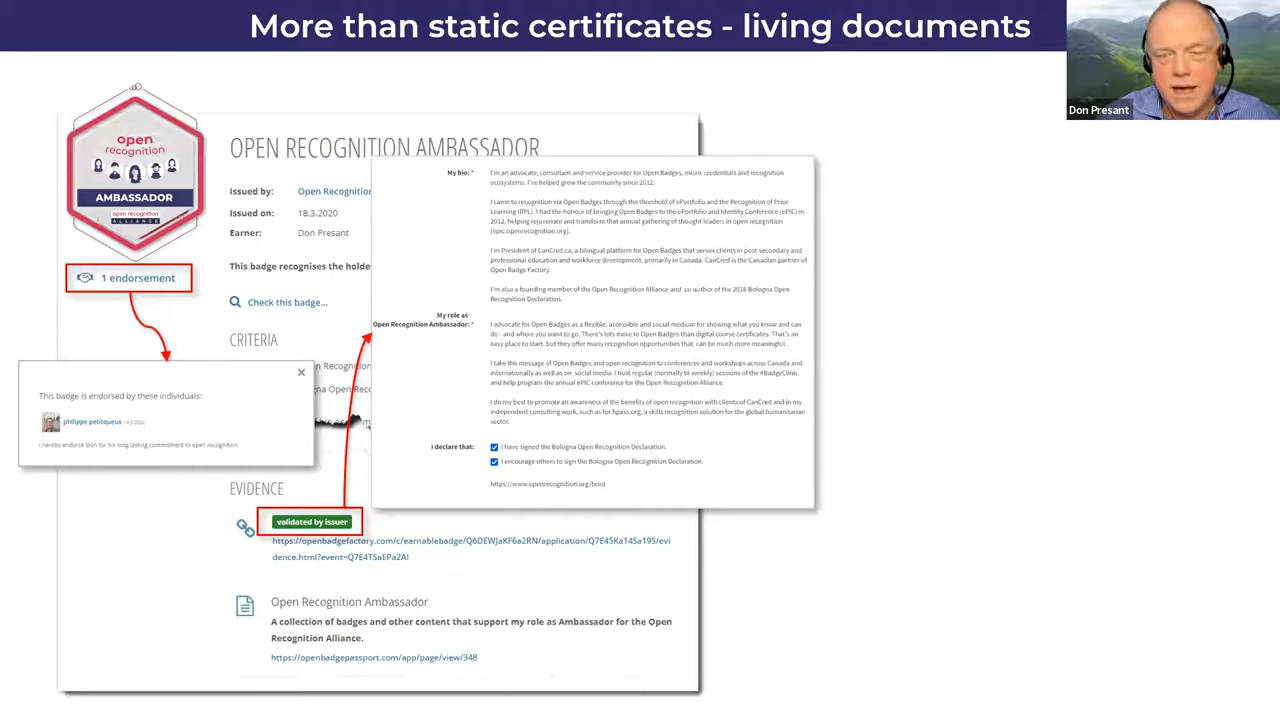 More than static certificates - living documents
Don Presant
open
recognition
AMBASSADOR
open recognition
ALLIANCE
1 endorsement
OPEN RECOGNITION AMBASSADOR
Issued by: Open Recognition
Issued on: 18.3.2020
Earner: Don Presant
This badge recognises the holde
Check this badge...
CRITERIA
n Recognition
na Open Reco
This badge is endorsed by these individuals:
philippe petitqueux 14.3.2020
I hereby endorse Don for his long lasting commitment to open recognition.
My bio: *
I'm an advocate, consultant and service provider for Open Badges, micro-credentials and recognition
ecosystems. I've helped grow the community since 2012.
I came to recognition via Open Badges through the threshold of ePortfolio and the Recognition of Prior
Learning (RPL). I had the honour of bringing Open Badges to the ePortfolio and Identity Conference (ePIC) in
2012, helping rejuvenate and transform that annual gathering of thought leaders in open recognition
(epic.openrecognition.org).
I'm President of CanCred.ca, a bilingual platform for Open Badges that serves clients in post-secondary and
professional education and workforce development, primarily in Canada. CanCred is the Canadian partner of
Open Badge Factory.
I'm also a founding member of the Open Recognition Alliance and co-author of the 2016 Bologna Open
Recognition Declaration.
My role as
Open Recognition Ambassador: *
I advocate for Open Badges as a flexible, accessible and social medium for showing what you know and can
do - and where you want to go. There's lots more to Open Badges than digital course certificates. That's an
easy place to start, but they offer many recognition opportunities that can be much more meaningful.
I take the message of Open Badges and open recognition to conferences and workshops across Canada and
internationally as well as on social media. I host regular (normally bi-weekly) sessions of the #BadgeClinic
and help program the annual ePIC conference for the Open Recognition Alliance.
I do my best to promote an awareness of the benefits of open recognition with clients of CanCred and in my
independent consulting work, such as for hpass.org, a skills recognition solution for the global humanitarian
sector.
I declare that:
I have signed the Bologna Open Recognition Declaration.
I encourage others to sign the Bologna Open Recognition Declaration.
https://www.openrecognition.org/bord
EVIDENCE
validated by issuer
https://openbadgefactory.com/c/earnablebadge/Q6DEWJaKF6a2RN/application/Q7E45Ka14Sa19S/evi
dence.html?event=Q7E4TSaEPa2AI
Open Recognition Ambassador
A collection of badges and other content that support my role as Ambassador for the Open
Recognition Alliance.
https://openbadgepassport.com/app/page/view/348